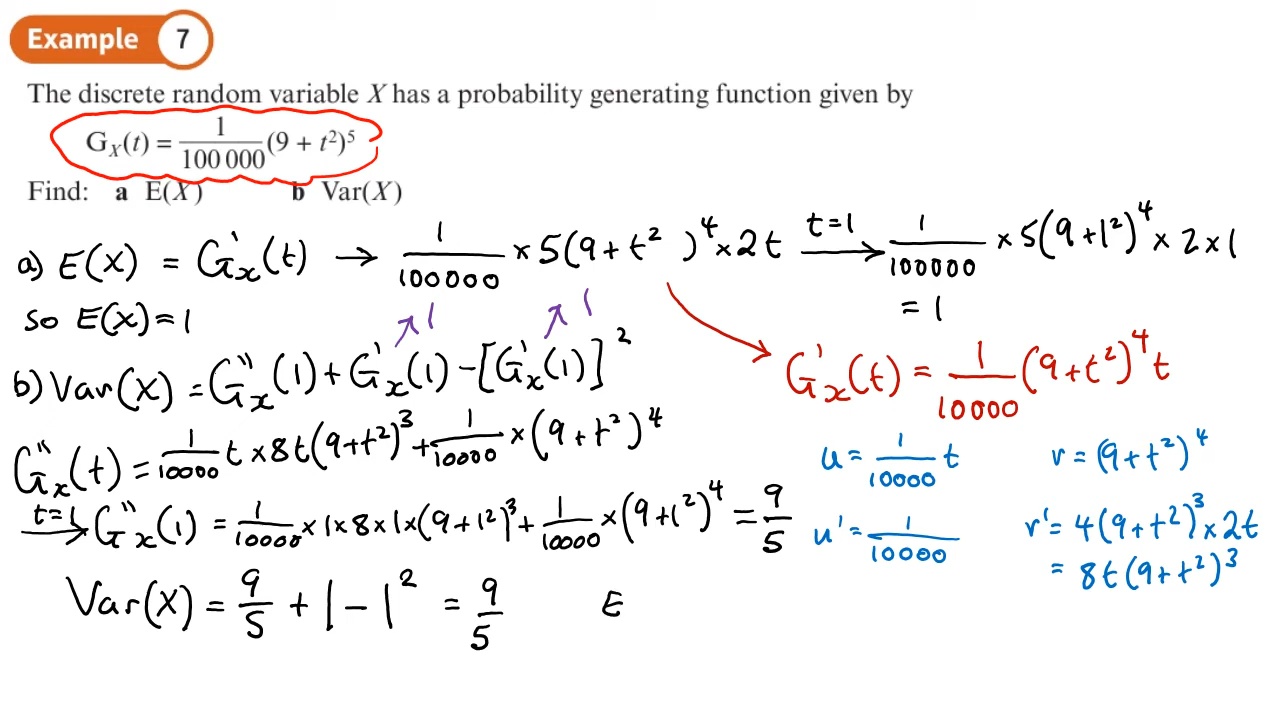 Example 7
The discrete random variable X has a probability generating function given by
G_X(t) = 1/100 000 (9 + t²)⁵
Find: a E(X) b Var(X)
a) E(X) = G'_x(t) → 1/100000 × 5(9+t² )⁴ × 2t t=1→ 1/100000 × 5(9+1²)⁴ × 2 × 1
= 1
so E(X) = 1
↗ 1 ↗ 1
b) Var(X) = G''_x(1) + G'_x(1) - [G'_x(1)]²
G'_x(t) = 1/10000 (9+t²)⁴ t
G''_x(t) = 1/10000 t × 8t(9+t²)³ + 1/10000 × (9+t²)⁴
u = 1/10000 t v = (9+t²)⁴
t=1→ G''_x(1) = 1/10000 × 1 × 8 × 1 × (9+1²)³ + 1/10000 × (9+1²)⁴ = 9/5
u' = 1/10000 v' = 4(9+t²)³ × 2t
= 8t(9+t²)³
Var(X) = 9/5 + 1 - 1² = 9/5 E